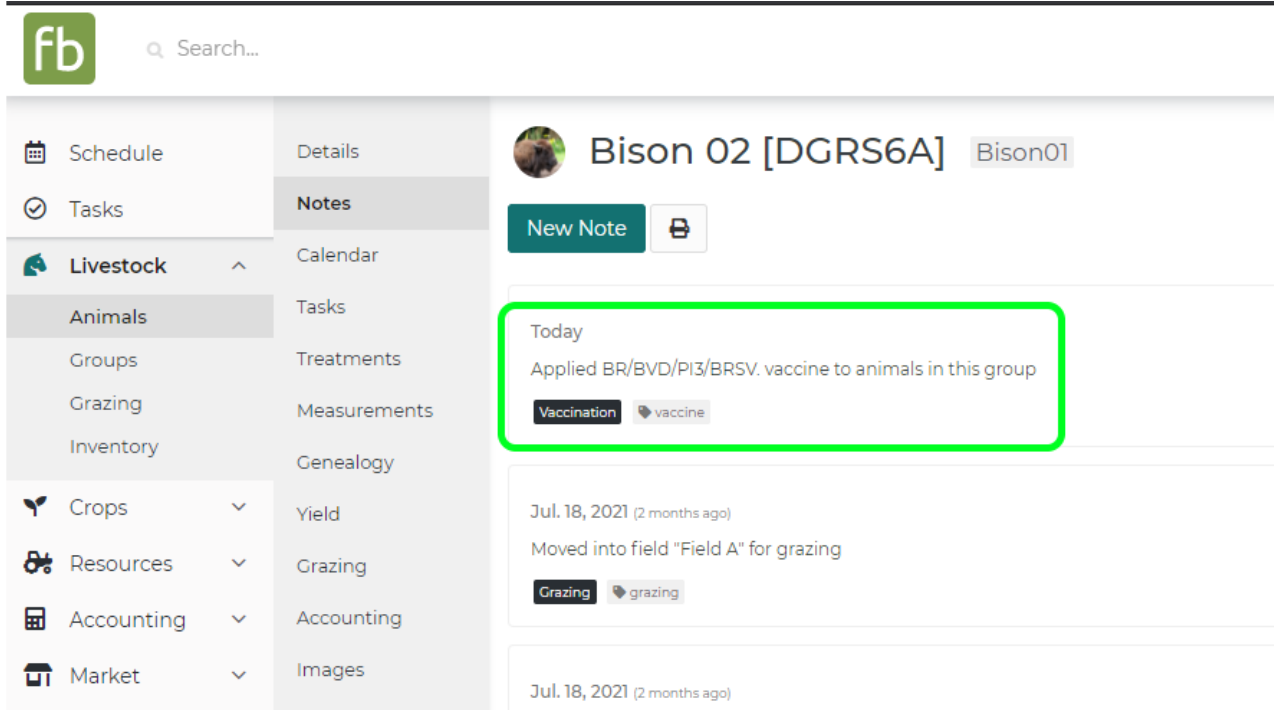 fb
Search...
Schedule
Tasks
Livestock
Animals
Groups
Grazing
Inventory
Crops
Resources
Accounting
Market
Details
Notes
Calendar
Tasks
Treatments
Measurements
Genealogy
Yield
Grazing
Accounting
Images
Bison 02 [DGRS6A] Bison01
New Note
Today
Applied BR/BVD/PI3/BRSV. vaccine to animals in this group
Vaccination vaccine
Jul. 18, 2021 (2 months ago)
Moved into field "Field A" for grazing
Grazing grazing
Jul. 18, 2021 (2 months ago)